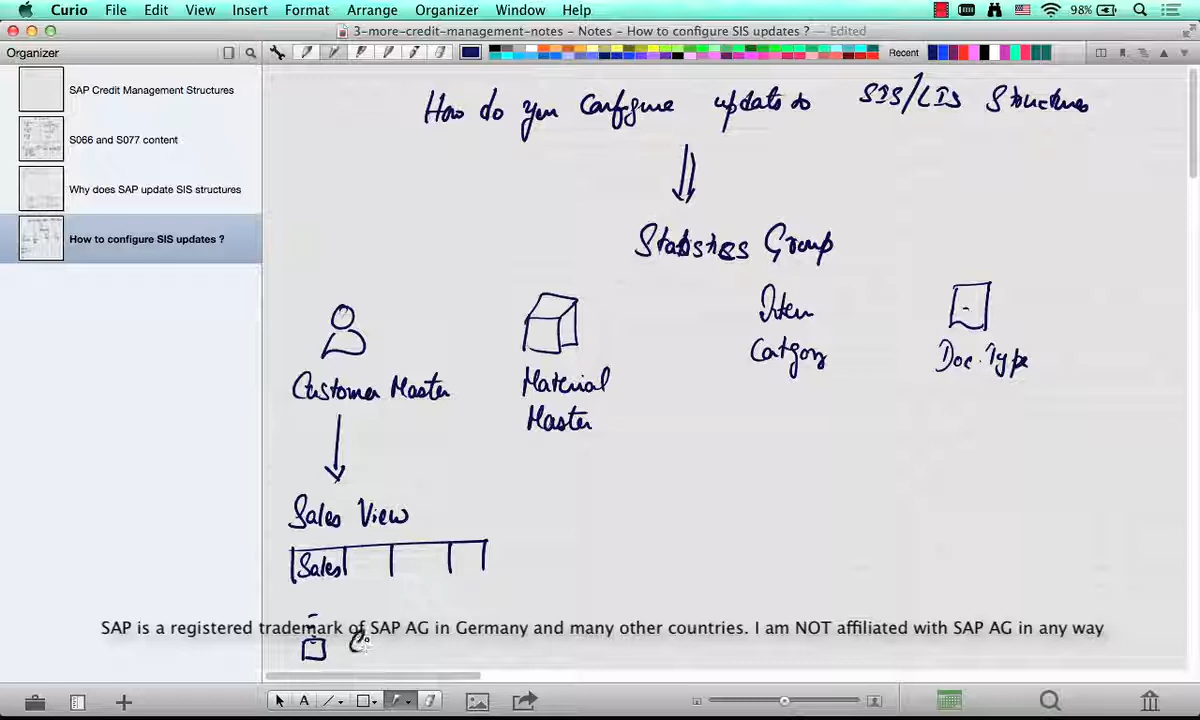 Curio File Edit View Insert Format Arrange Organizer Window Help 98%
3-more-credit-management-notes – Notes – How to configure SIS updates ? — Edited
Organizer
Recent
SAP Credit Management Structures
S066 and S077 content
Why does SAP update SIS structures
How to configure SIS updates ?
How do you Configure updates to SIS/LIS Structures
Statistics Group
Customer Master
Material
Master
Item
Catgory
Doc. Type
Sales View
Sales
SAP is a registered trademark of SAP AG in Germany and many other countries. I am NOT affiliated with SAP AG in any way
A